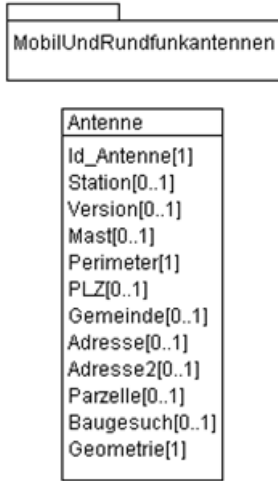 MobilUndRundfunkantennen
Antenne
Id_Antenne[1]
Station[0..1]
Version[0..1]
Mast[0..1]
Perimeter[1]
PLZ[0..1]
Gemeinde[0..1]
Adresse[0..1]
Adresse2[0..1]
Parzelle[0..1]
Baugesuch[0..1]
Geometrie[1]